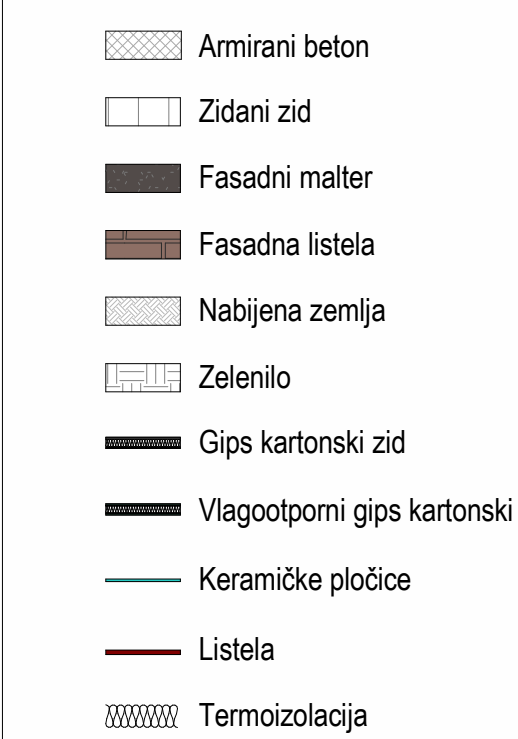 Armirani beton
Zidani zid
Fasadni malter
Fasadna listela
Nabijena zemlja
Zelenilo
Gips kartonski zid
Vlagootporni gips kartonski
Keramičke pločice
Listela
Termoizolacija